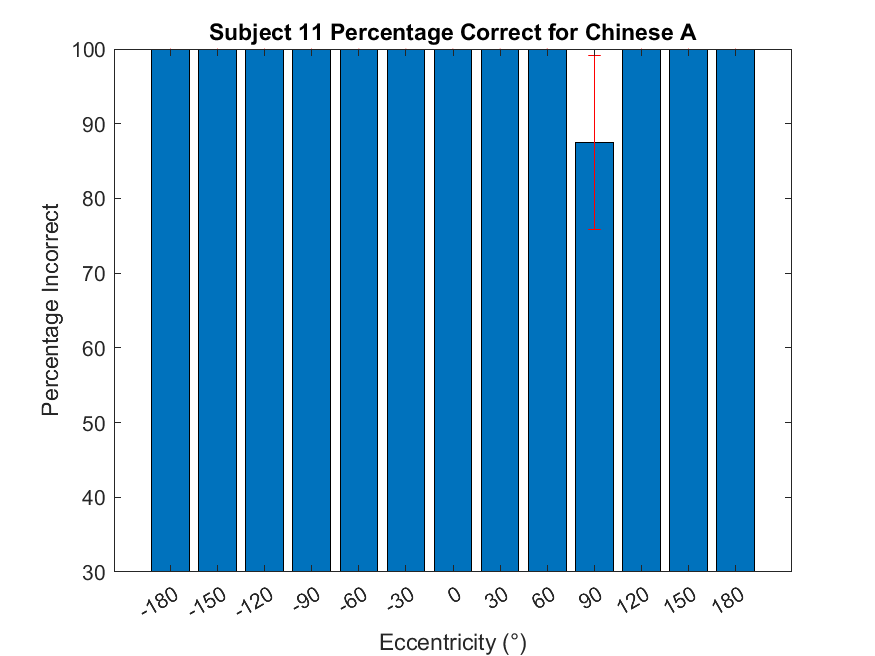 Subject 11 Percentage Correct for Chinese A
100
90
80
70
60
50
40
30
Percentage Incorrect
-180 -150 -120 -90 -60 -30 0 30 60 90 120 150 180
Eccentricity (°)